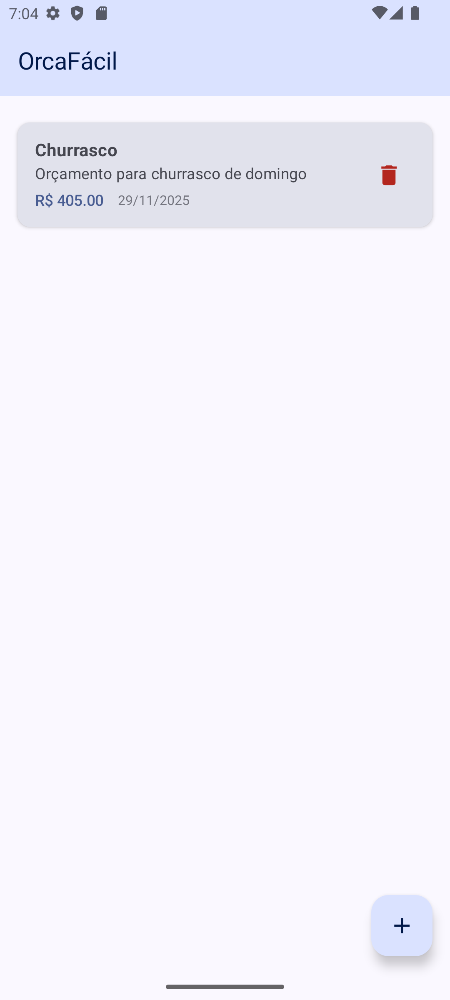 7:04
OrcaFácil
Churrasco
Orçamento para churrasco de domingo
R$ 405.00 29/11/2025